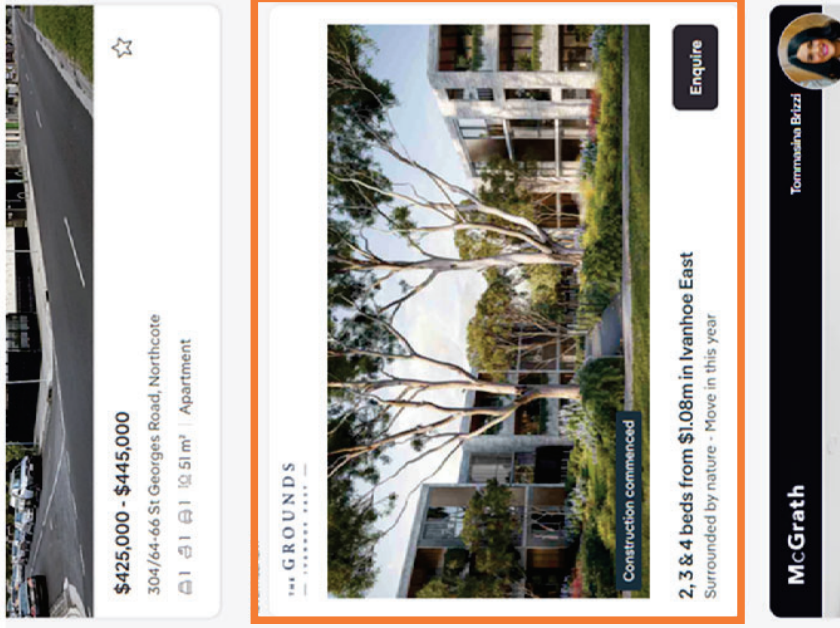 $425,000 - $445,000
304/64-66 St Georges Road, Northcote
1 1 1 51 m² | Apartment
THE GROUNDS
— IVANHOE EAST —
Construction commenced
2, 3 & 4 beds from $1.08m in Ivanhoe East
Surrounded by nature - Move in this year
Enquire
McGrath
Tommasina Brizzi